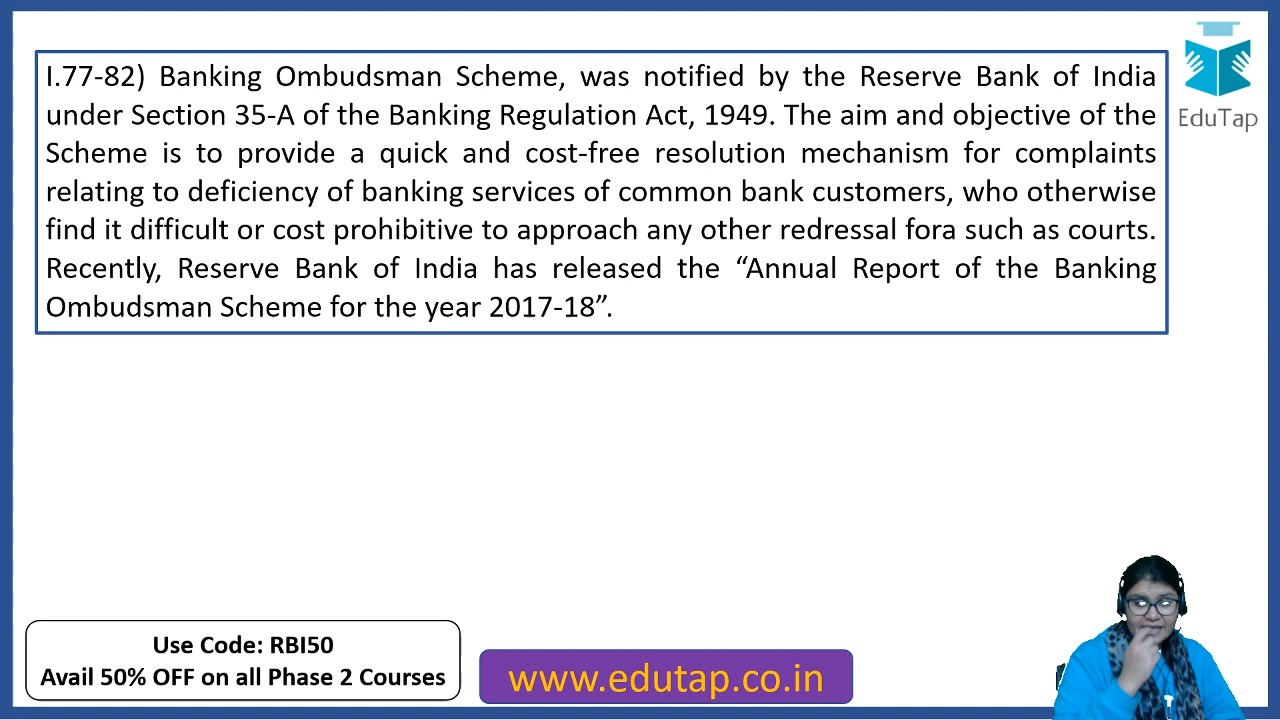 I.77-82) Banking Ombudsman Scheme, was notified by the Reserve Bank of India
under Section 35-A of the Banking Regulation Act, 1949. The aim and objective of the
Scheme is to provide a quick and cost-free resolution mechanism for complaints
relating to deficiency of banking services of common bank customers, who otherwise
find it difficult or cost prohibitive to approach any other redressal fora such as courts.
Recently, Reserve Bank of India has released the “Annual Report of the Banking
Ombudsman Scheme for the year 2017-18”.
EduTap
Use Code: RBI50
Avail 50% OFF on all Phase 2 Courses
www.edutap.co.in